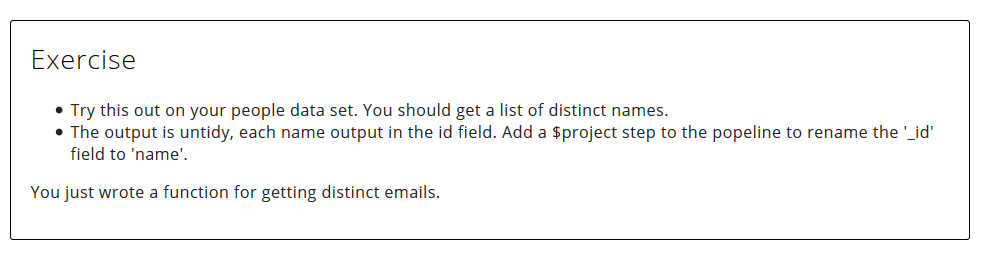 Exercise
• Try this out on your people data set. You should get a list of distinct names.
• The output is untidy, each name output in the id field. Add a $project step to the popeline to rename the '_id'
field to 'name'.
You just wrote a function for getting distinct emails.